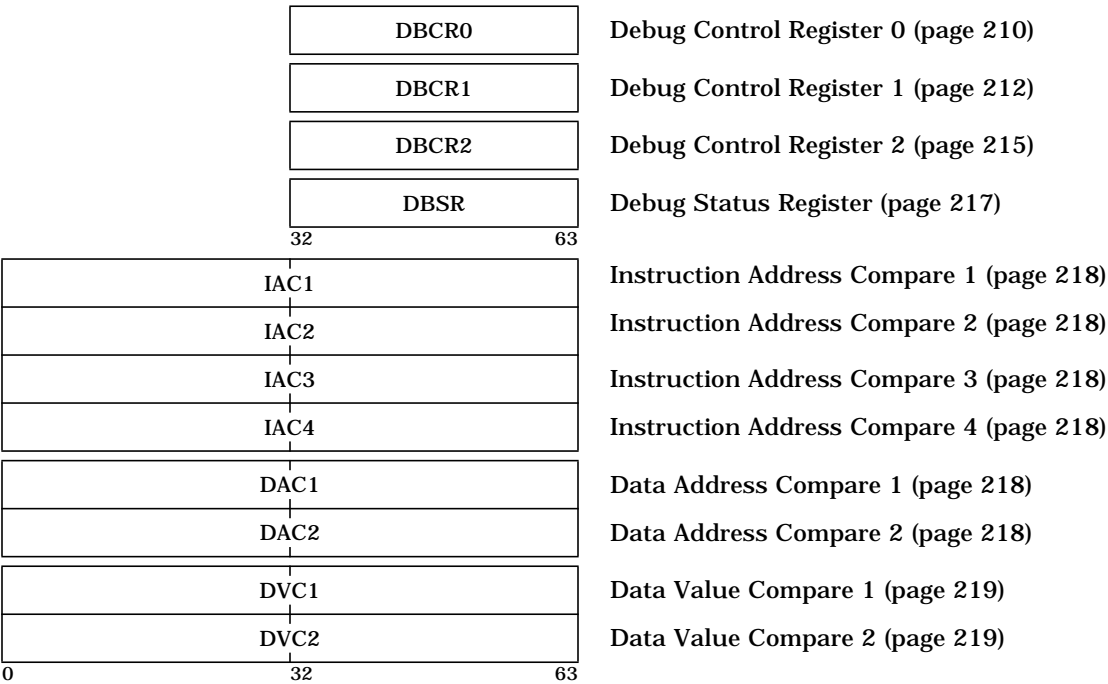 DBCR0 Debug Control Register 0 (page 210)
DBCR1 Debug Control Register 1 (page 212)
DBCR2 Debug Control Register 2 (page 215)
DBSR Debug Status Register (page 217)
32 63
IAC1 Instruction Address Compare 1 (page 218)
IAC2 Instruction Address Compare 2 (page 218)
IAC3 Instruction Address Compare 3 (page 218)
IAC4 Instruction Address Compare 4 (page 218)
DAC1 Data Address Compare 1 (page 218)
DAC2 Data Address Compare 2 (page 218)
DVC1 Data Value Compare 1 (page 219)
DVC2 Data Value Compare 2 (page 219)
0 32 63